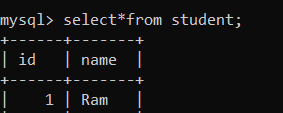 mysql> select*from student;
+------+-------+
| id   | name  |
+------+-------+
|    1 | Ram   |